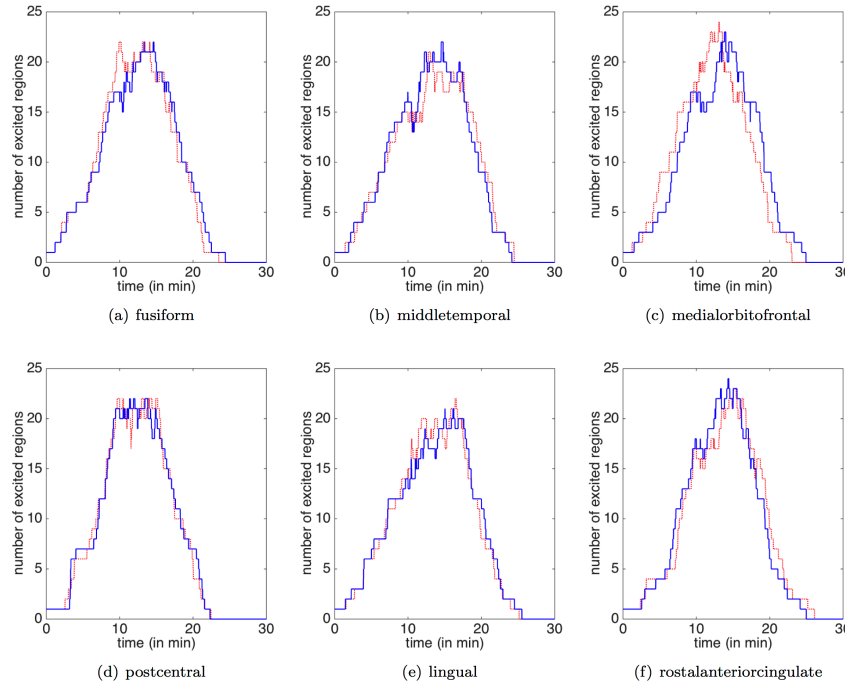 25
20
15
10
5
0
number of excited regions
0 10 20 30
time (in min)
(a) fusiform
25
20
15
10
5
0
number of excited regions
0 10 20 30
time (in min)
(b) middletemporal
25
20
15
10
5
0
number of excited regions
0 10 20 30
time (in min)
(c) medialorbitofrontal
25
20
15
10
5
0
number of excited regions
0 10 20 30
time (in min)
(d) postcentral
25
20
15
10
5
0
number of excited regions
0 10 20 30
time (in min)
(e) lingual
25
20
15
10
5
0
number of excited regions
0 10 20 30
time (in min)
(f) rostalanteriorcingulate